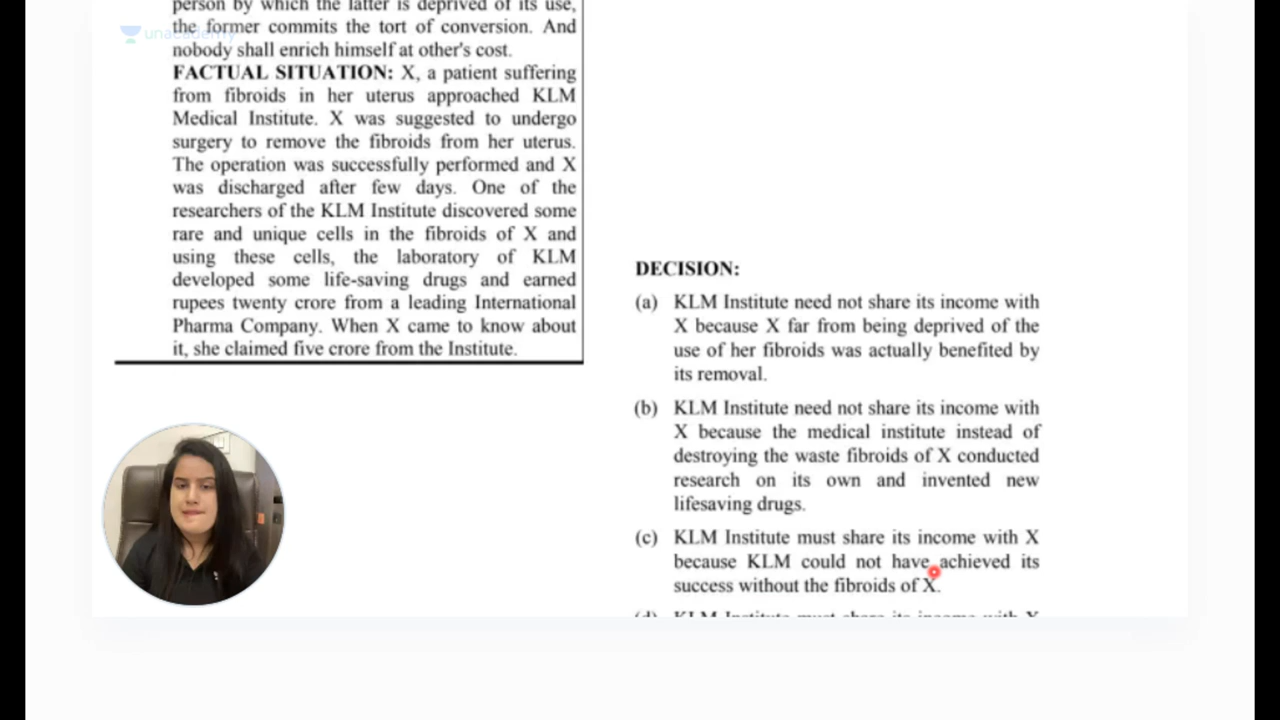 person by which the latter is deprived of its use,
the former commits the tort of conversion. And
unacademy
nobody shall enrich himself at other's cost.
FACTUAL SITUATION: X, a patient suffering
from fibroids in her uterus approached KLM
Medical Institute. X was suggested to undergo
surgery to remove the fibroids from her uterus.
The operation was successfully performed and X
was discharged after few days. One of the
researchers of the KLM Institute discovered some
rare and unique cells in the fibroids of X and
using these cells, the laboratory of KLM
developed some life-saving drugs and earned
rupees twenty crore from a leading International
Pharma Company. When X came to know about
it, she claimed five crore from the Institute.
DECISION:
(a) KLM Institute need not share its income with
X because X far from being deprived of the
use of her fibroids was actually benefited by
its removal.
(b) KLM Institute need not share its income with
X because the medical institute instead of
destroying the waste fibroids of X conducted
research on its own and invented new
lifesaving drugs.
(c) KLM Institute must share its income with X
because KLM could not have achieved its
success without the fibroids of X.
(d) KLM Institute must share its income with X